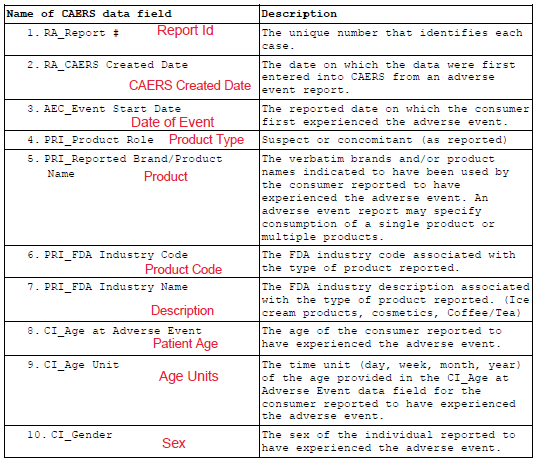 Name of CAERS data field Description
1. RA_Report # Report Id The unique number that identifies each
case.
2. RA_CAERS Created Date The date on which the data were first
CAERS Created Date entered into CAERS from an adverse
event report.
3. AEC_Event Start Date The reported date on which the consumer
Date of Event first experienced the adverse event.
4. PRI_Product Role Product Type Suspect or concomitant (as reported)
5. PRI_Reported Brand/Product The verbatim brands and/or product
Name Product names indicated to have been used by
the consumer reported to have
experienced the adverse event. An
adverse event report may specify
consumption of a single product or
multiple products.
6. PRI_FDA Industry Code The FDA industry code associated with
Product Code the type of product reported.
7. PRI_FDA Industry Name The FDA industry description associated
with the type of product reported. (Ice
Description cream products, cosmetics, Coffee/Tea)
8. CI_Age at Adverse Event The age of the consumer reported to
Patient Age have experienced the adverse event.
9. CI_Age Unit The time unit (day, week, month, year)
Age Units of the age provided in the CI_Age at
Adverse Event data field for the
consumer reported to have experienced
the adverse event.
10. CI_Gender The sex of the individual reported to
Sex have experienced the adverse event.